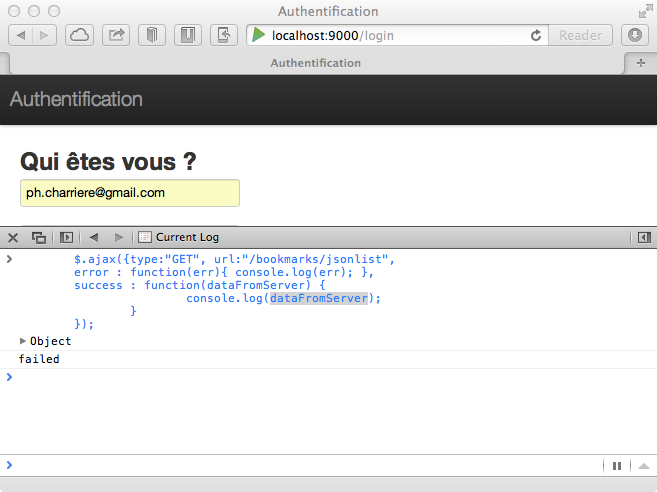 Authentification
localhost:9000/login
Reader
Authentification
Authentification
Qui êtes vous ?
ph.charriere@gmail.com
Current Log
$.ajax({type:"GET", url:"/bookmarks/jsonlist",
error : function(err){ console.log(err); },
success : function(dataFromServer) {
console.log(dataFromServer);
}
});
Object
failed